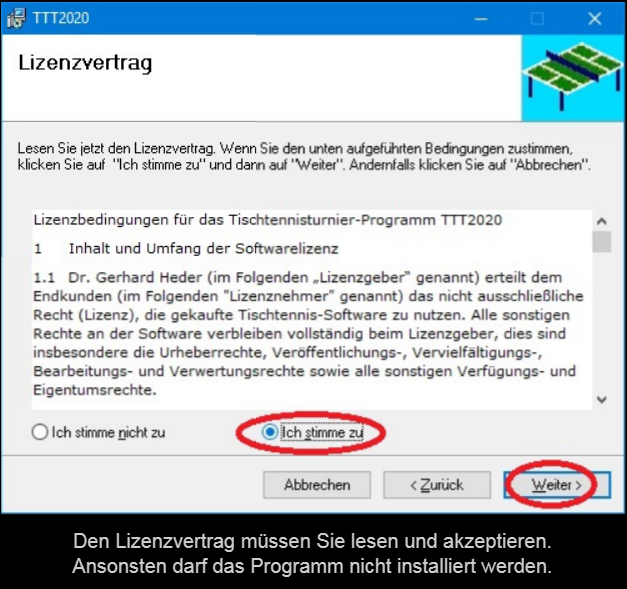 TTT2020
Lizenzvertrag
Lesen Sie jetzt den Lizenzvertrag. Wenn Sie den unten aufgeführten Bedingungen zustimmen,
klicken Sie auf "Ich stimme zu" und dann auf "Weiter". Andernfalls klicken Sie auf "Abbrechen".
Lizenzbedingungen für das Tischtennisturnier-Programm TTT2020
1 Inhalt und Umfang der Softwarelizenz
1.1 Dr. Gerhard Heder (im Folgenden „Lizenzgeber" genannt) erteilt dem
Endkunden (im Folgenden "Lizenznehmer" genannt) das nicht ausschließliche
Recht (Lizenz), die gekaufte Tischtennis-Software zu nutzen. Alle sonstigen
Rechte an der Software verbleiben vollständig beim Lizenzgeber, dies sind
insbesondere die Urheberrechte, Veröffentlichungs-, Vervielfältigungs-,
Bearbeitungs- und Verwertungsrechte sowie alle sonstigen Verfügungs- und
Eigentumsrechte.
Ich stimme nicht zu Ich stimme zu
Abbrechen < Zurück Weiter >
Den Lizenzvertrag müssen Sie lesen und akzeptieren.
Ansonsten darf das Programm nicht installiert werden.